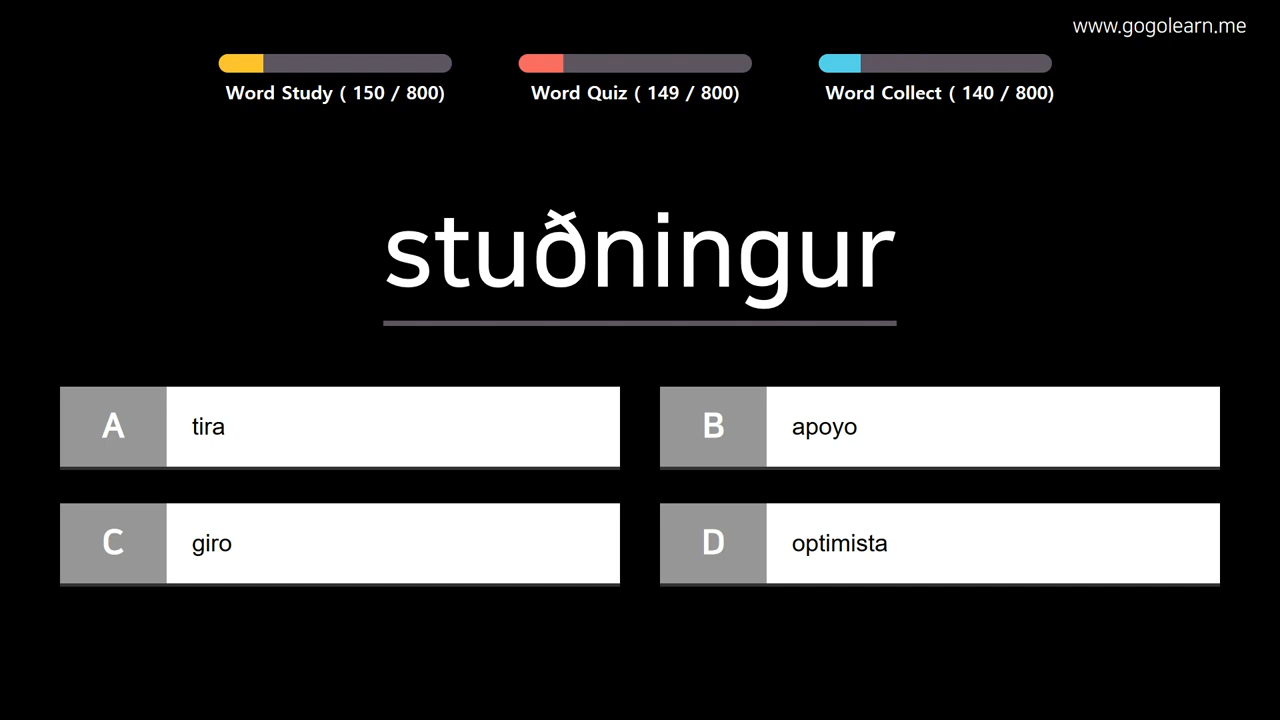 www.gogolearn.me
Word Study ( 150 / 800)
Word Quiz ( 149 / 800)
Word Collect ( 140 / 800)
stuðningur
A tira
B apoyo
C giro
D optimista